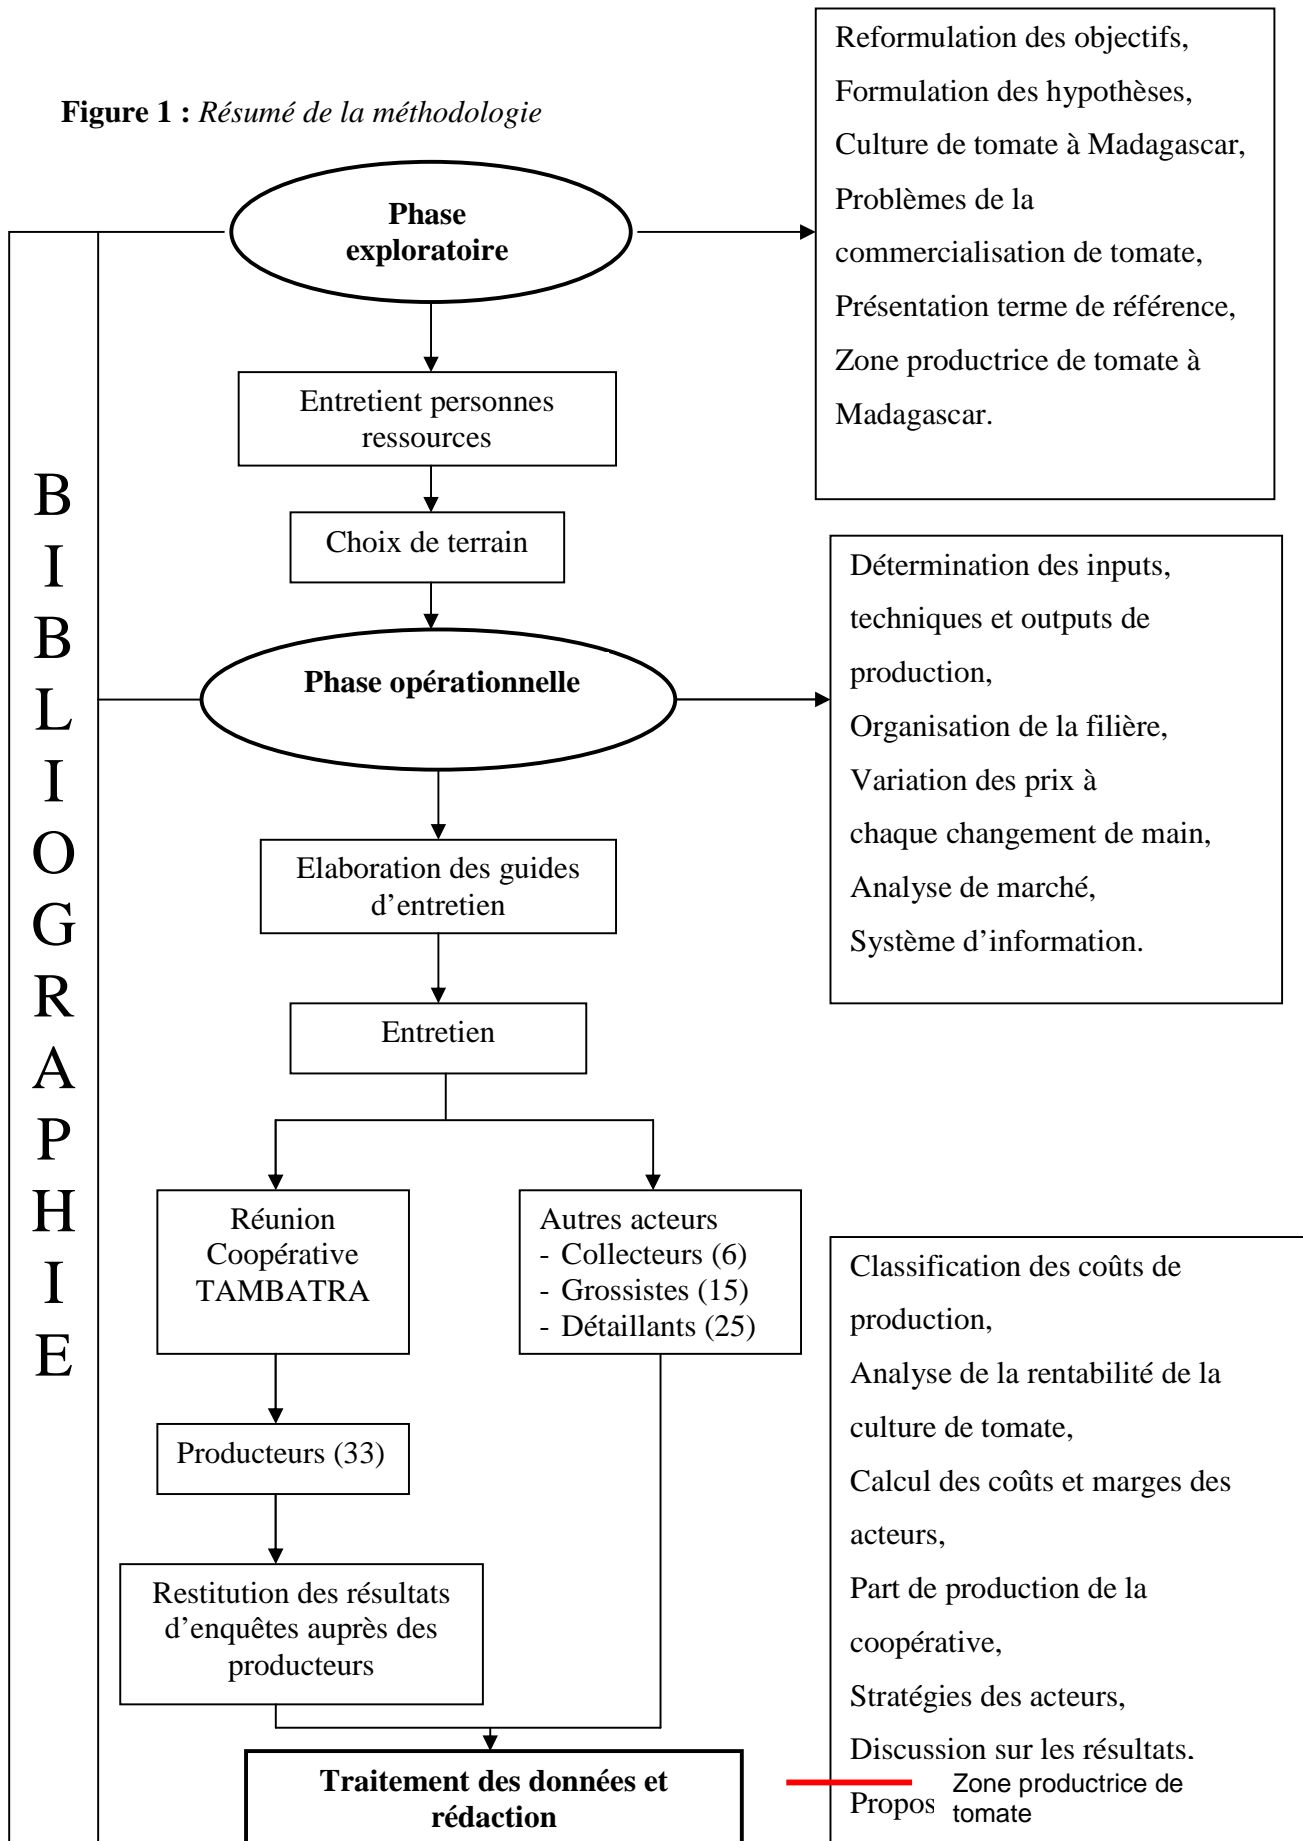 Figure 1 : Résumé de la méthodologie
Phase
exploratoire
Reformulation des objectifs,
Formulation des hypothèses,
Culture de tomate à Madagascar,
Problèmes de la
commercialisation de tomate,
Présentation terme de référence,
Zone productrice de tomate à
Madagascar.
Entretient personnes
ressources
Choix de terrain
Phase opérationnelle
Détermination des inputs,
techniques et outputs de
production,
Organisation de la filière,
Variation des prix à
chaque changement de main,
Analyse de marché,
Système d’information.
Elaboration des guides
d’entretien
Entretien
Réunion
Coopérative
TAMBATRA
Autres acteurs
- Collecteurs (6)
- Grossistes (15)
- Détaillants (25)
Producteurs (33)
Restitution des résultats
d’enquêtes auprès des
producteurs
Traitement des données et
rédaction
Classification des coûts de
production,
Analyse de la rentabilité de la
culture de tomate,
Calcul des coûts et marges des
acteurs,
Part de production de la
coopérative,
Stratégies des acteurs,
Discussion sur les résultats,
Propos
Zone productrice de
tomate
B
I
B
L
I
O
G
R
A
P
H
I
E